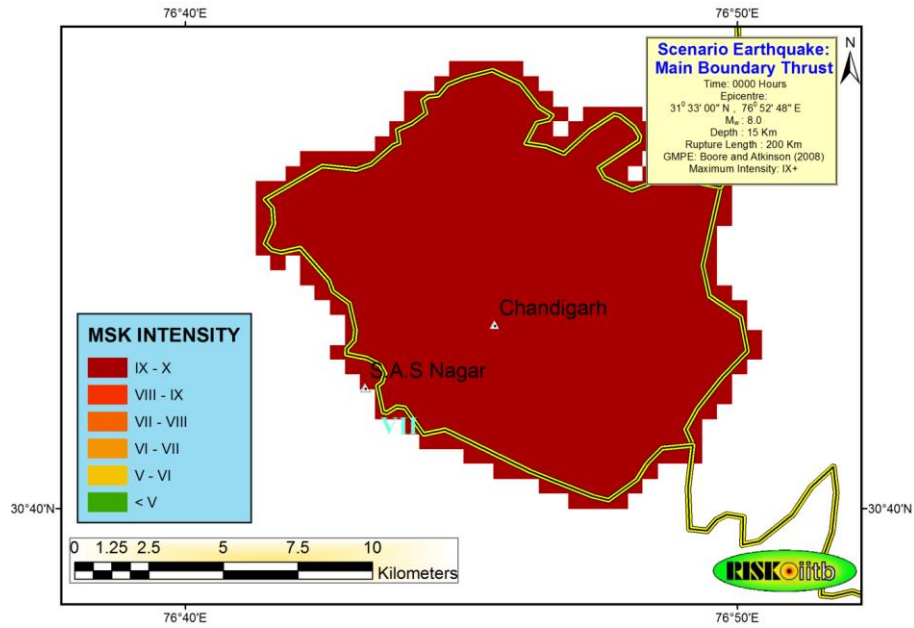 76°40'E
76°50'E
Scenario Earthquake:
Main Boundary Thrust
Time: 0000 Hours
Epicentre:
31⁰ 33' 00" N , 76⁰ 52' 48" E
Mw : 8.0
Depth : 15 Km
Rupture Length : 200 Km
GMPE: Boore and Atkinson (2008)
Maximum Intensity: IX+
N
Chandigarh
S.A.S Nagar
VII
MSK INTENSITY
IX - X
VIII - IX
VII - VIII
VI - VII
V - VI
< V
30°40'N
30°40'N
0 1.25 2.5 5 7.5 10
Kilometers
RISKiitb
76°40'E
76°50'E